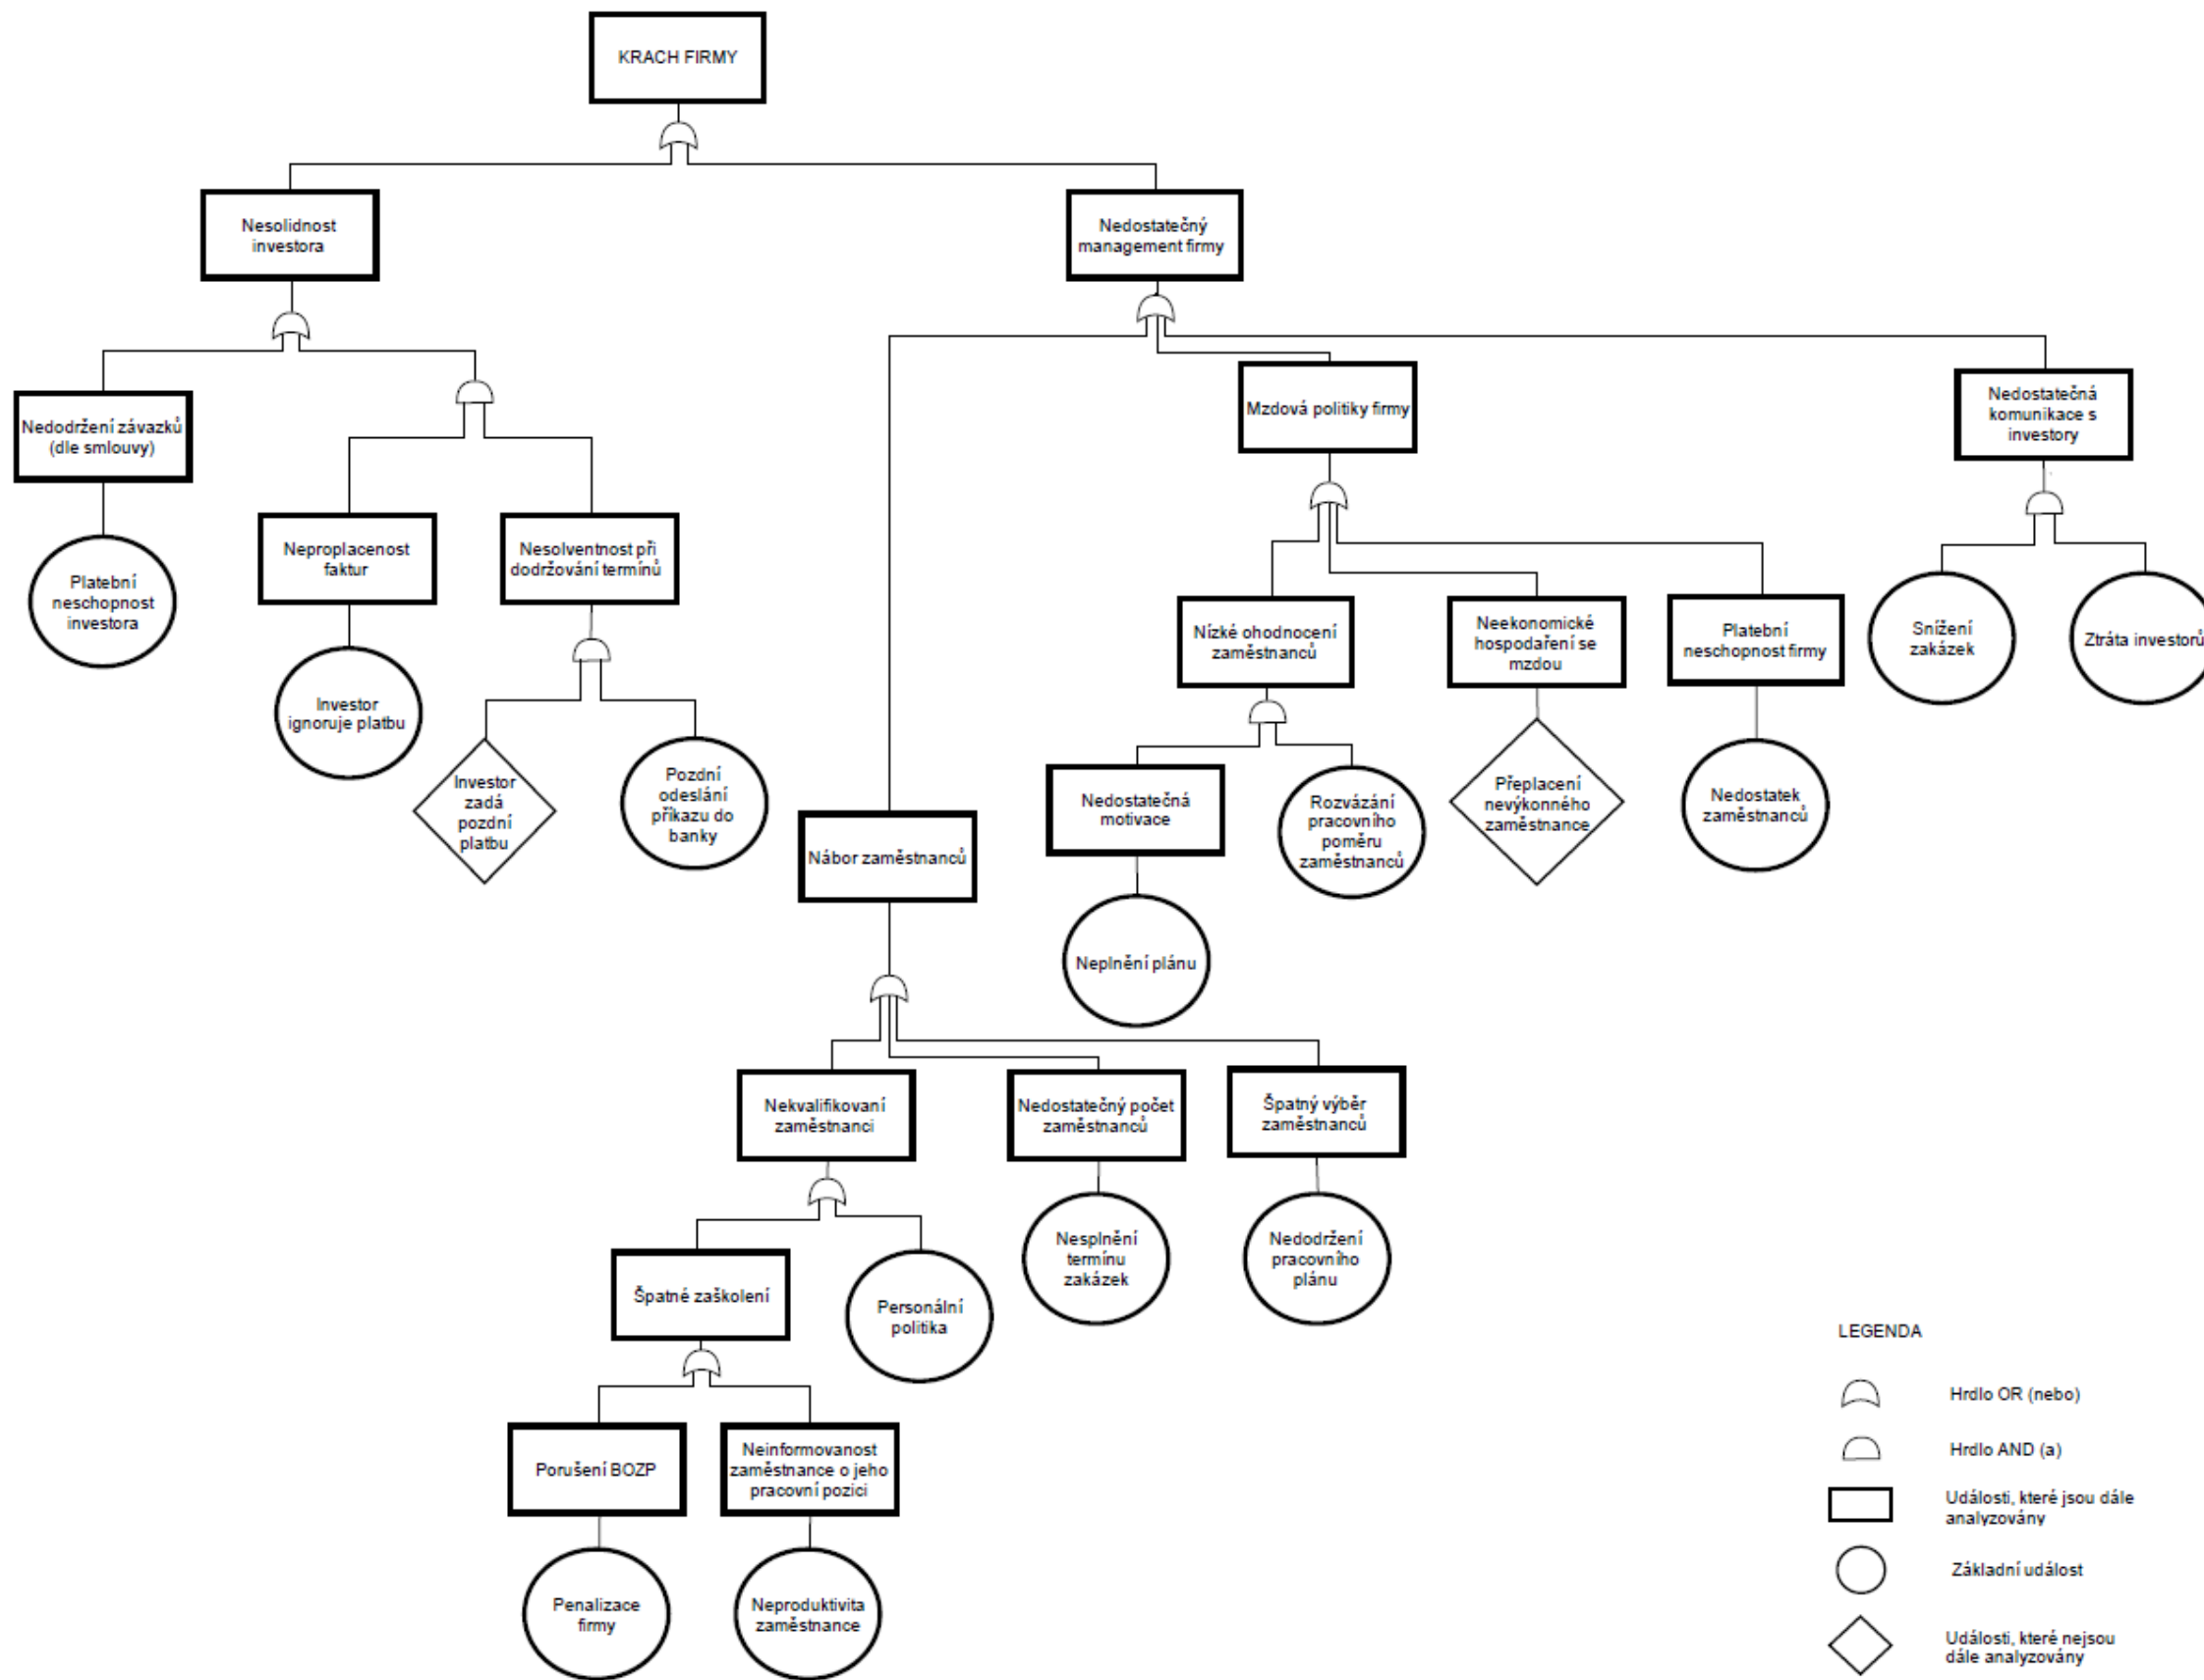 KRACH FIRMY
Nesolidnost
investora
Nedostatečný
management firmy
Nedodržení závazků
(dle smlouvy)
Mzdová politiky firmy
Nedostatečná
komunikace s
investory
Neproplacenost
faktur
Nesolventnost při
dodržování termínů
Platební
neschopnost
investora
Nízké ohodnocení
zaměstnanců
Neekonomické
hospodaření se
mzdou
Platební
neschopnost firmy
Snížení
zakázek
Ztráta investorů
Investor
ignoruje platbu
Investor
zadá
pozdní
platbu
Pozdní
odeslání
příkazu do
banky
Nedostatečná
motivace
Rozvázání
pracovního
poměru
zaměstnanců
Přeplacení
nevýkonného
zaměstnance
Nedostatek
zaměstnanců
Nábor zaměstnanců
Neplnění plánu
Nekvalifikovaní
zaměstnanci
Nedostatečný počet
zaměstnanců
Špatný výběr
zaměstnanců
Nesplnění
termínu
zakázek
Nedodržení
pracovního
plánu
Špatné zaškolení
Personální
politika
Porušení BOZP
Neinformovanost
zaměstnance o jeho
pracovní pozici
Penalizace
firmy
Neproduktivita
zaměstnance
LEGENDA
Hrdlo OR (nebo)
Hrdlo AND (a)
Události, které jsou dále
analyzovány
Základní událost
Události, které nejsou
dále analyzovány